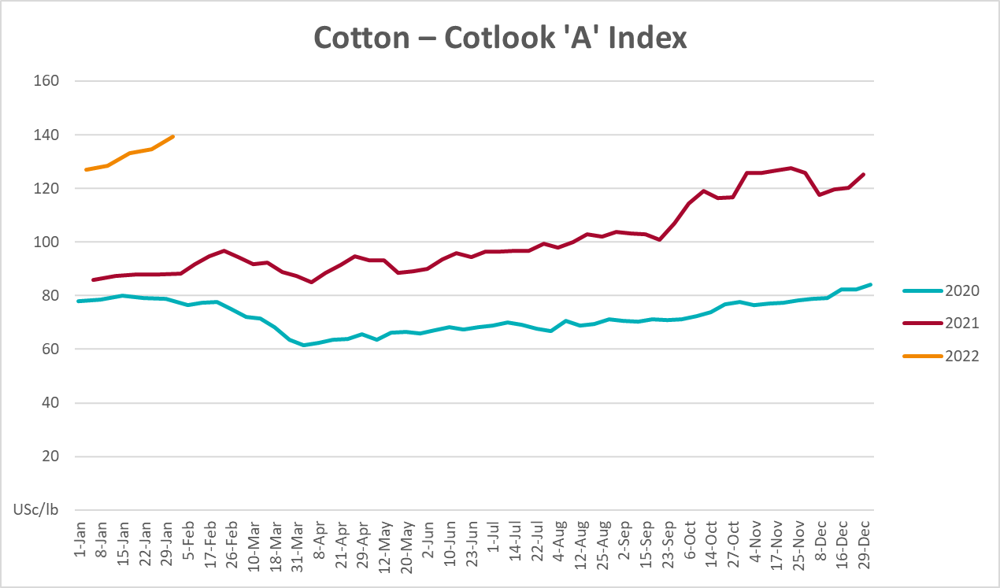 Cotton – Cotlook 'A' Index
160
140
120
100
80
60
40
20
USc/lb
1-Jan
8-Jan
15-Jan
22-Jan
29-Jan
5-Feb
17-Feb
26-Feb
10-Mar
18-Mar
31-Mar
8-Apr
21-Apr
29-Apr
12-May
20-May
2-Jun
10-Jun
23-Jun
1-Jul
14-Jul
22-Jul
4-Aug
12-Aug
25-Aug
2-Sep
15-Sep
23-Sep
6-Oct
14-Oct
27-Oct
4-Nov
17-Nov
25-Nov
8-Dec
16-Dec
29-Dec
2020
2021
2022